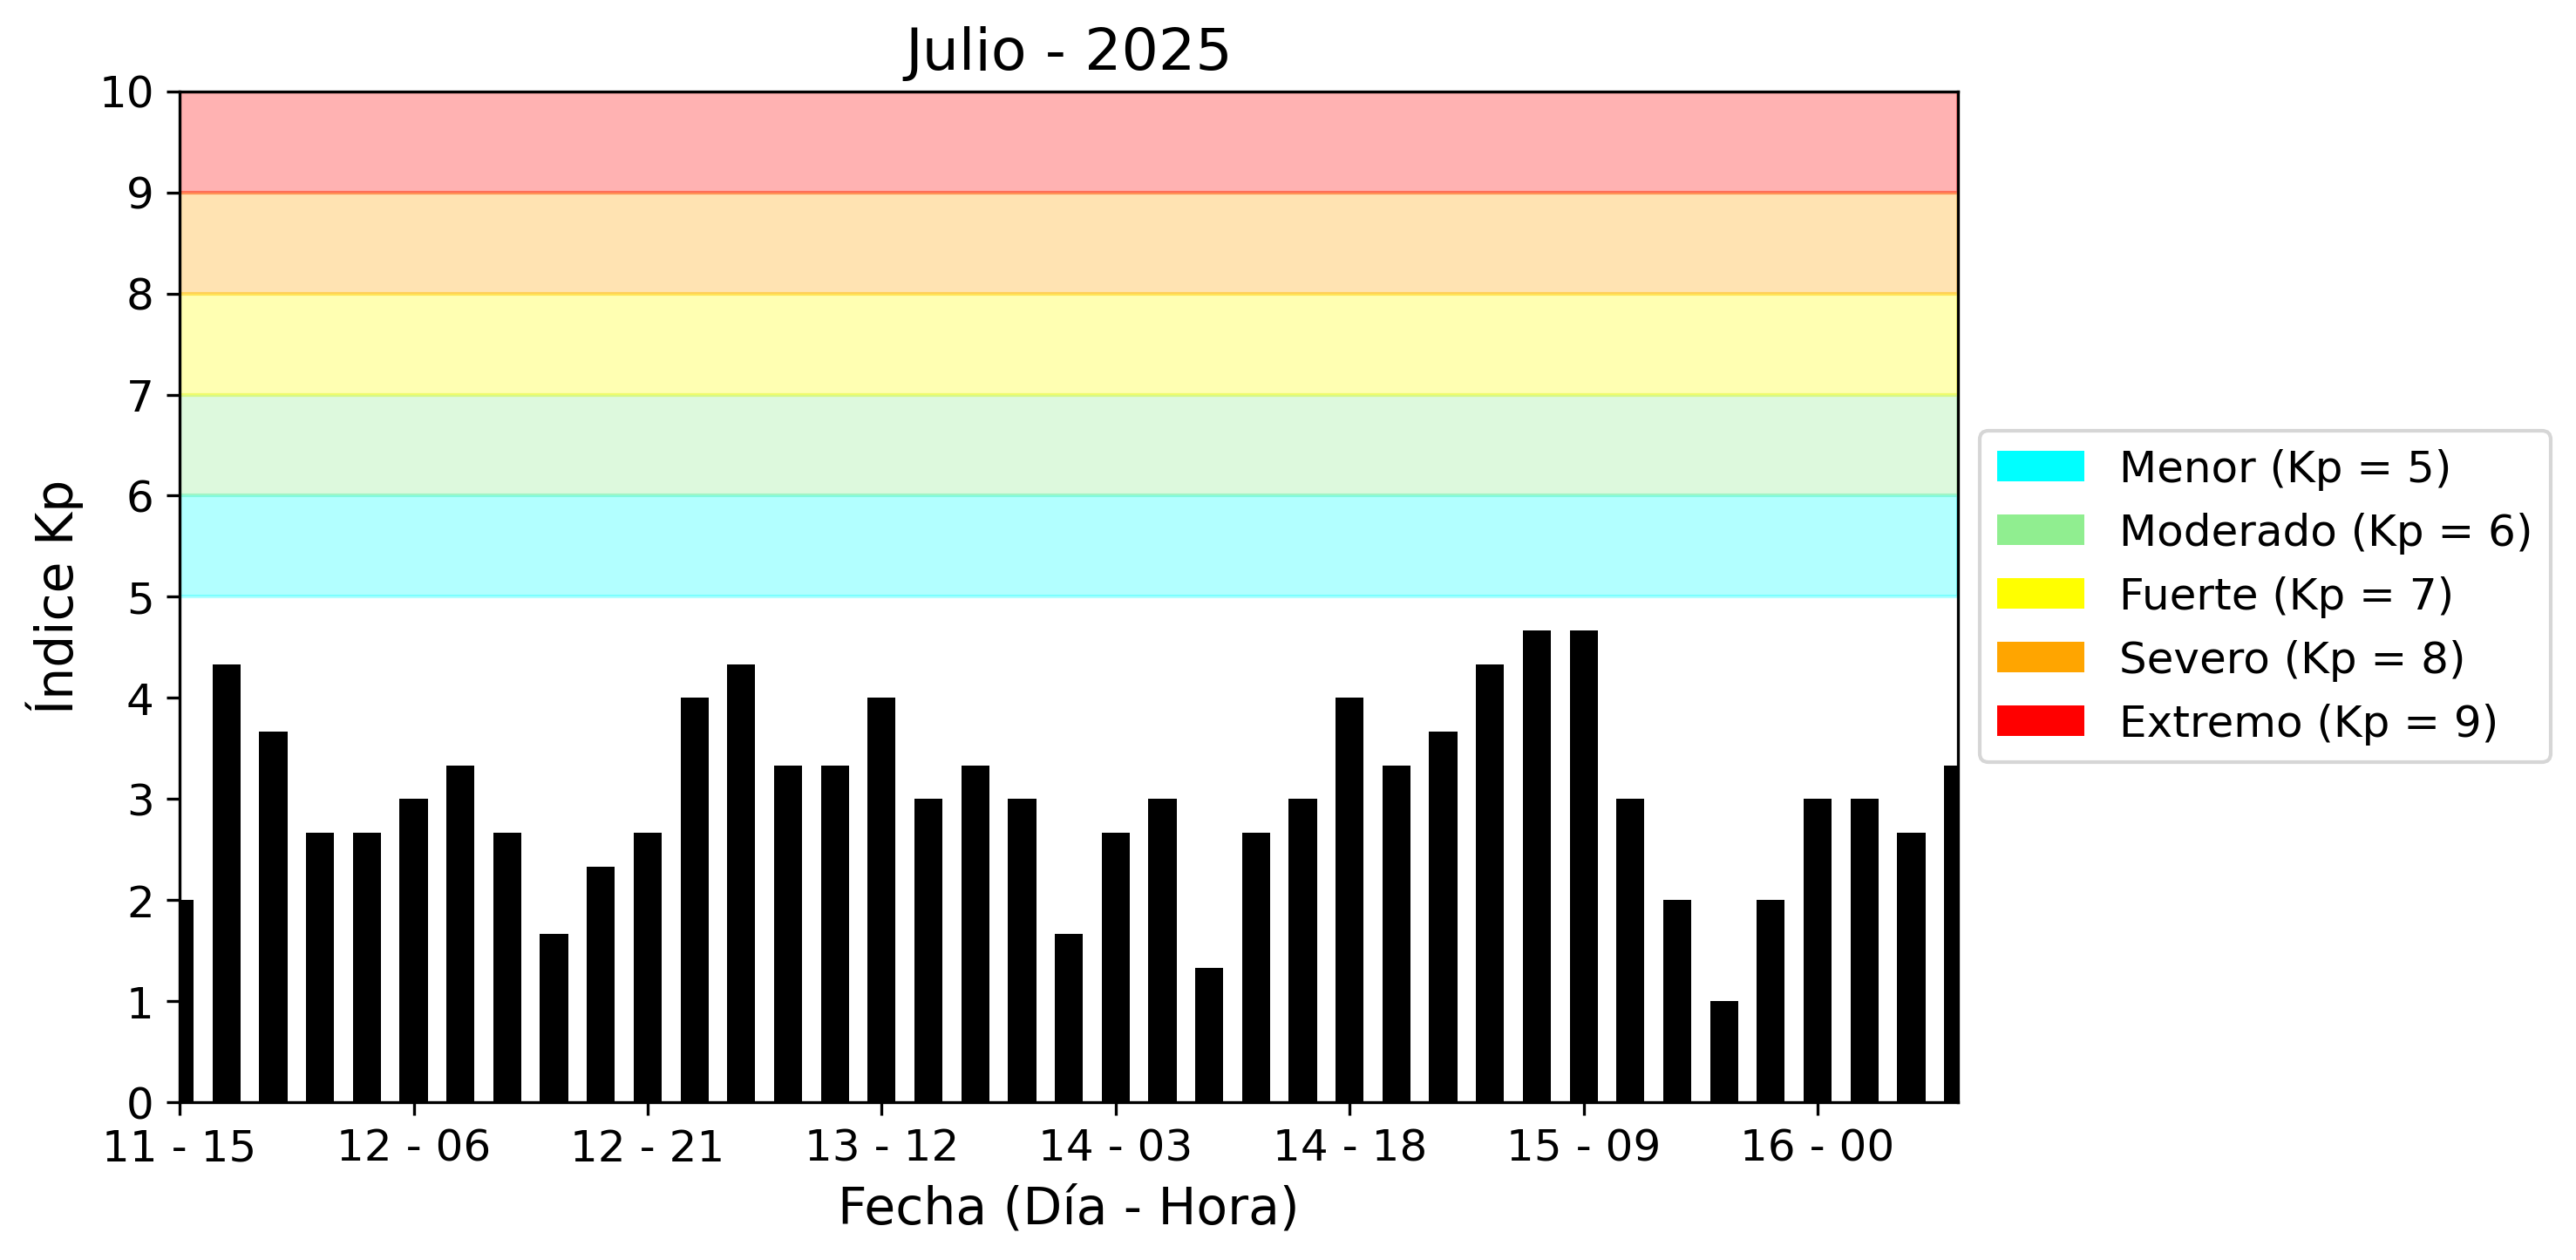 Julio - 2025
10
9
8
7
6
5
4
3
2
1
0
Índice Kp
11 - 15
12 - 06
12 - 21
13 - 12
14 - 03
14 - 18
15 - 09
16 - 00
Fecha (Día - Hora)
Menor (Kp = 5)
Moderado (Kp = 6)
Fuerte (Kp = 7)
Severo (Kp = 8)
Extremo (Kp = 9)